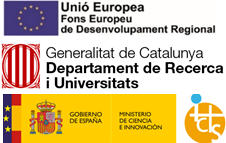 Unió Europea
Fons Europeu
de Desenvolupament Regional
Generalitat de Catalunya
Departament de Recerca
i Universitats
GOBIERNO
DE ESPAÑA
MINISTERIO
DE CIENCIA
E INNOVACIÓN